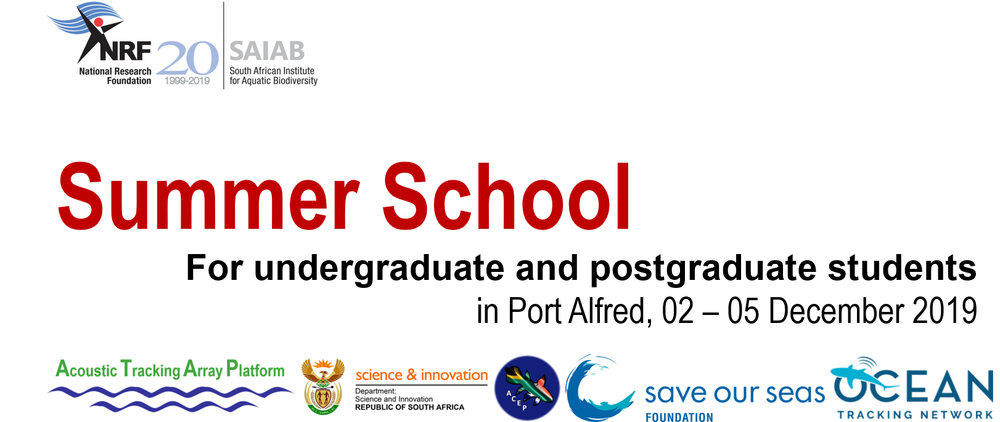 NRF
National Research
Foundation
20
1999-2019
SAIAB
South African Institute
for Aquatic Biodiversity
Summer School
For undergraduate and postgraduate students
in Port Alfred, 02 – 05 December 2019
Acoustic Tracking Array Platform
science & innovation
Department:
Science and Innovation
REPUBLIC OF SOUTH AFRICA
ACEP
save our seas
FOUNDATION
OCEAN
TRACKING NETWORK